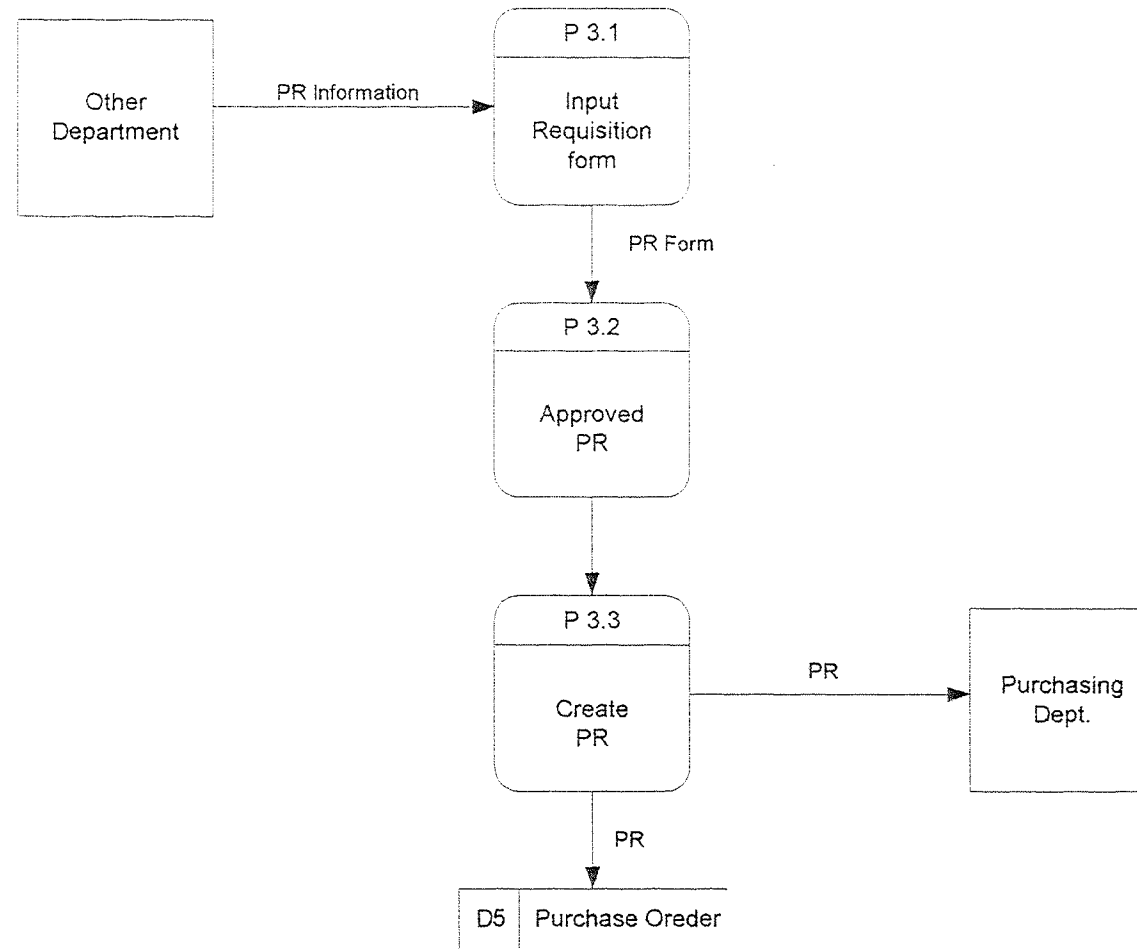 P 3.1
Other
Department
PR Information
Input
Requisition
form
PR Form
P 3.2
Approved
PR
P 3.3
Create
PR
PR
Purchasing
Dept.
PR
D5
Purchase Oreder